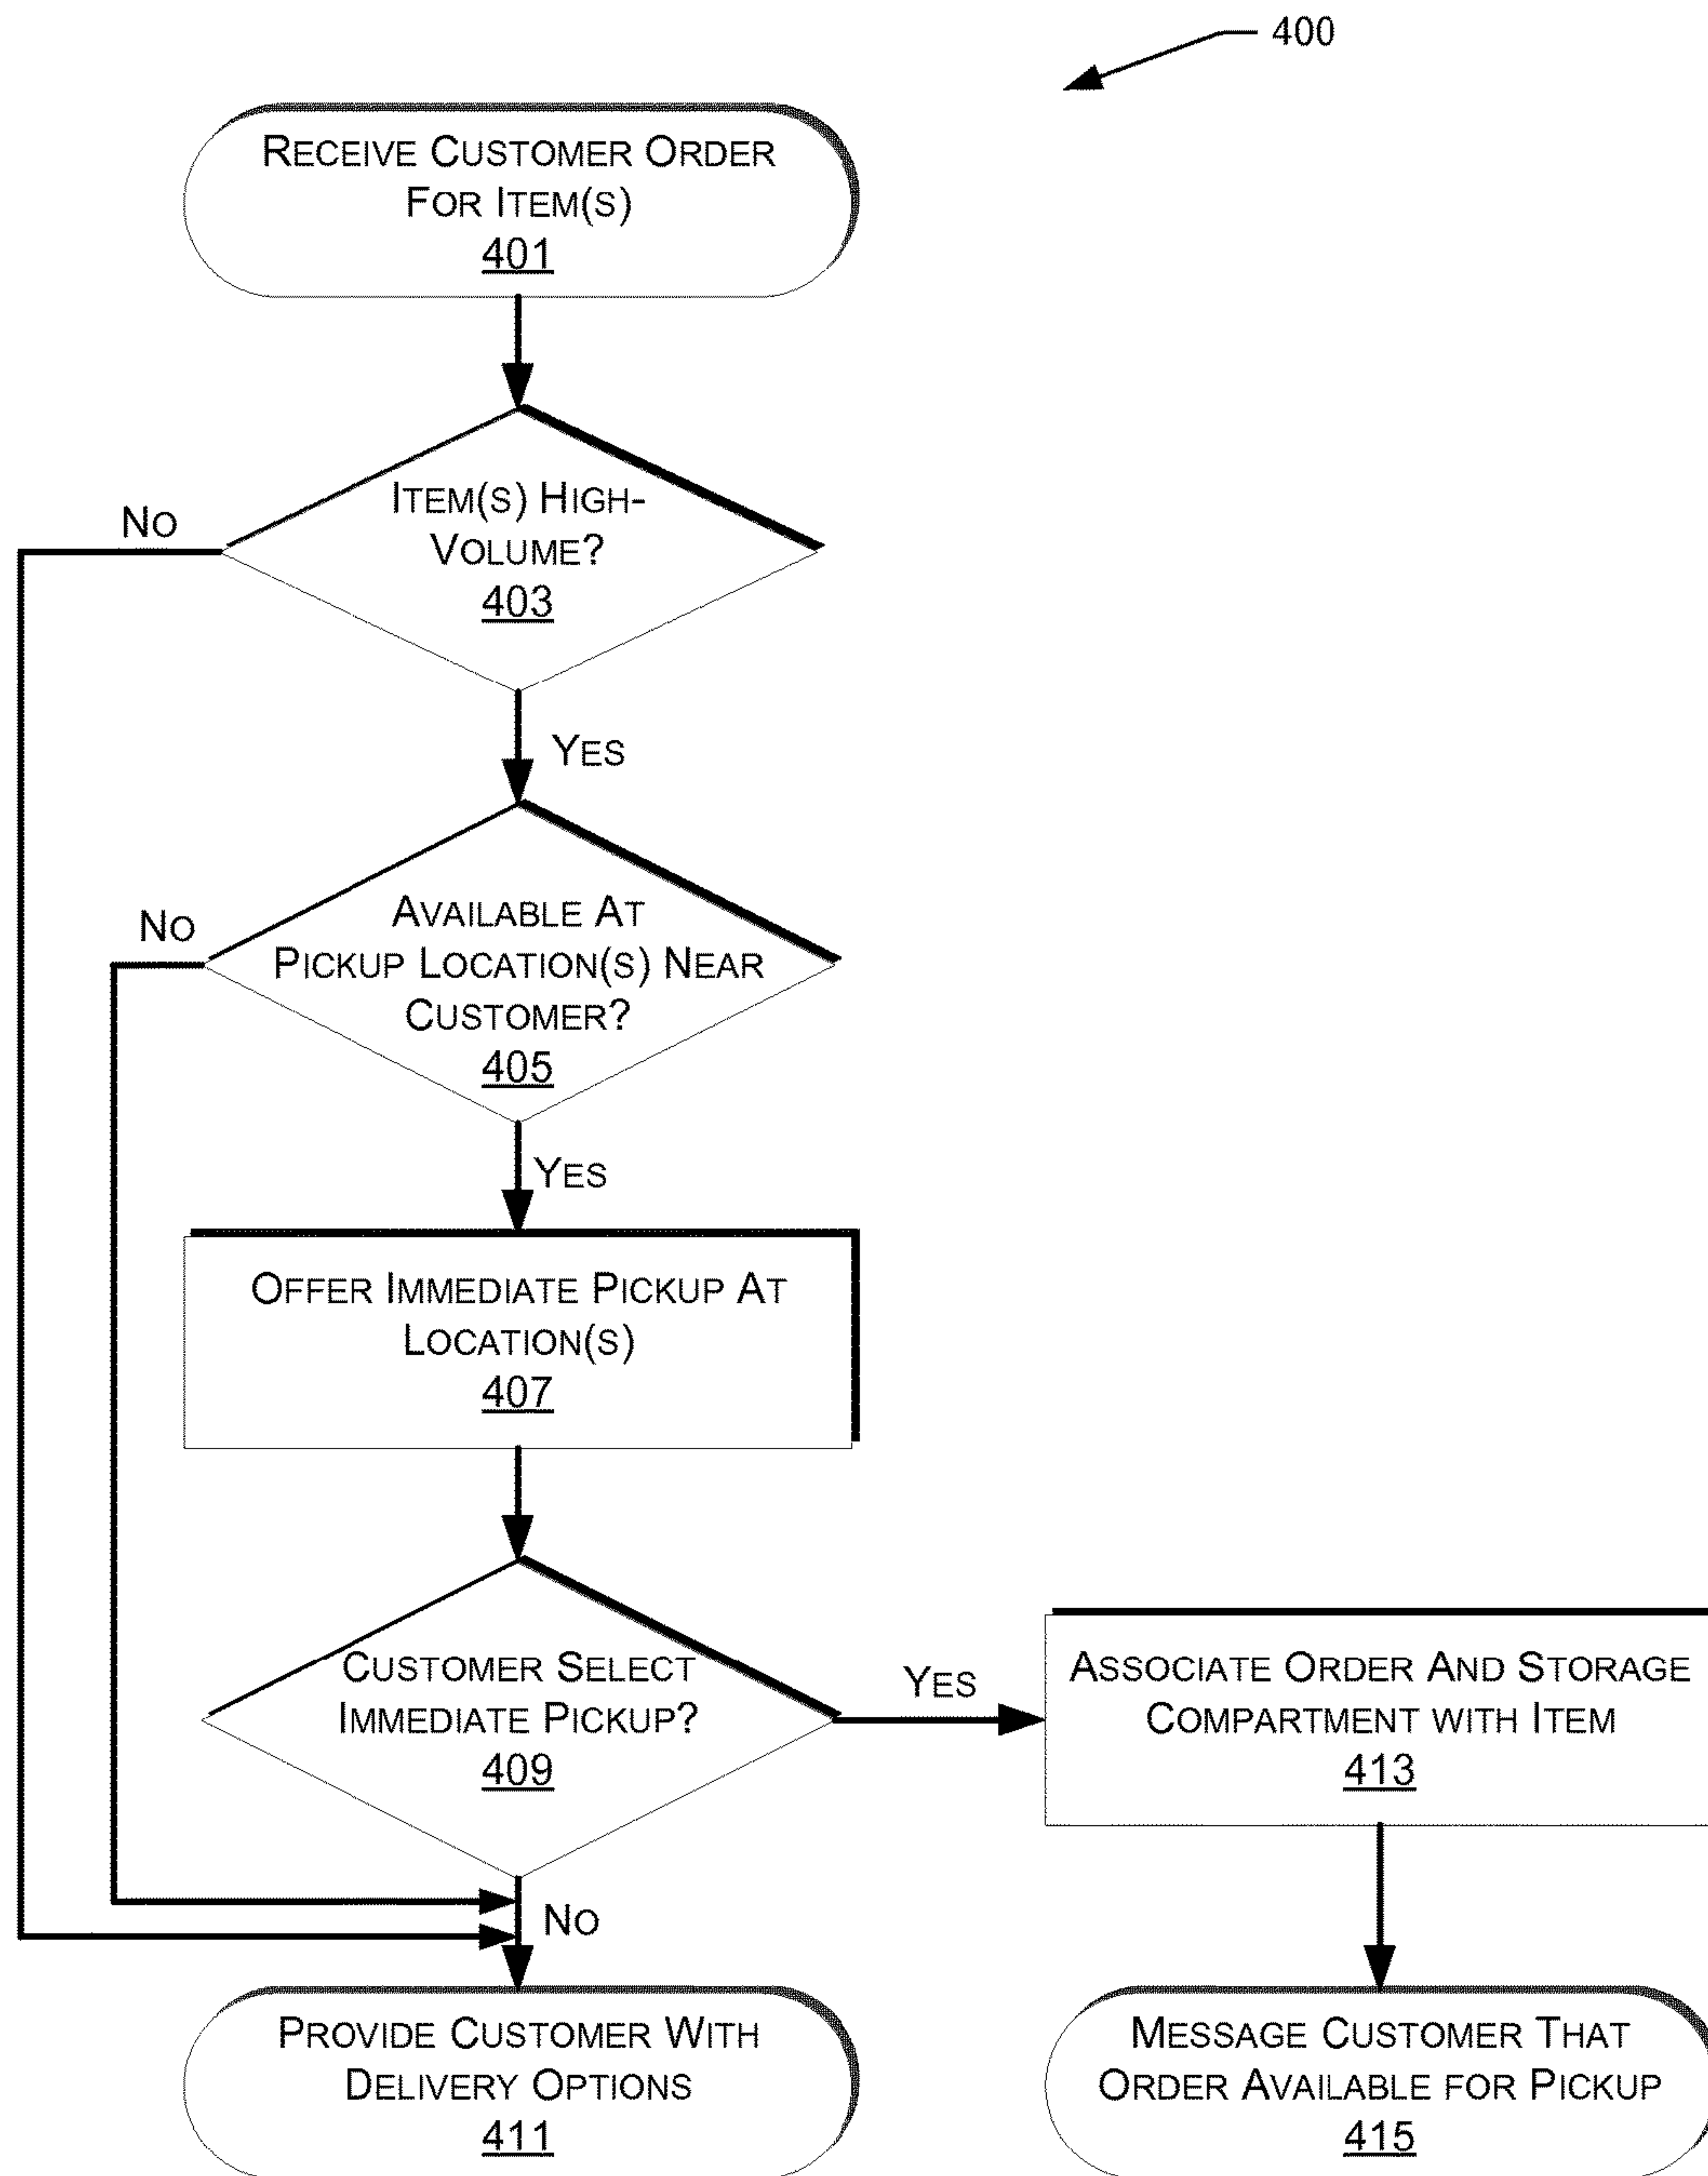 400
RECEIVE CUSTOMER ORDER
FOR ITEM(S)
401
ITEM(S) HIGH-
VOLUME?
403
NO
YES
AVAILABLE AT
PICKUP LOCATION(S) NEAR
CUSTOMER?
405
NO
YES
OFFER IMMEDIATE PICKUP AT
LOCATION(S)
407
CUSTOMER SELECT
IMMEDIATE PICKUP?
409
YES
ASSOCIATE ORDER AND STORAGE
COMPARTMENT WITH ITEM
413
NO
PROVIDE CUSTOMER WITH
DELIVERY OPTIONS
411
MESSAGE CUSTOMER THAT
ORDER AVAILABLE FOR PICKUP
415